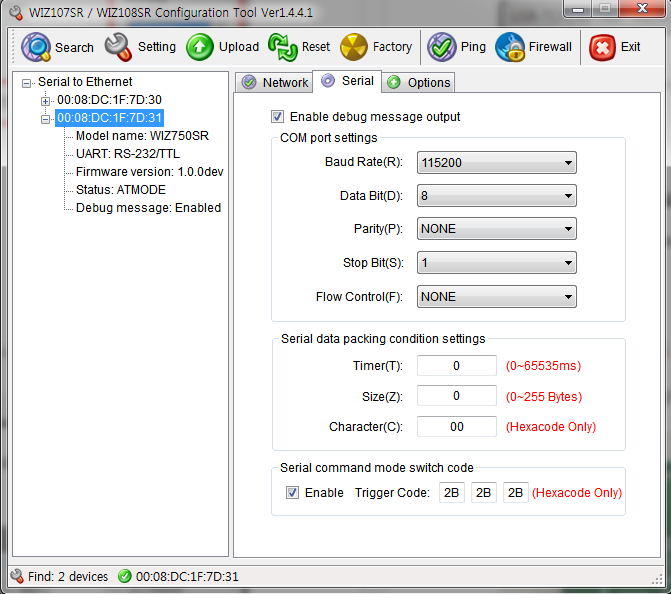 WIZ107SR / WIZ108SR Configuration Tool Ver1.4.4.1
Search Setting Upload Reset Factory Ping Firewall Exit
Serial to Ethernet
00:08:DC:1F:7D:30
00:08:DC:1F:7D:31
Model name: WIZ750SR
UART: RS-232/TTL
Firmware version: 1.0.0dev
Status: ATMODE
Debug message: Enabled
Network Serial Options
Enable debug message output
COM port settings
Baud Rate(R): 115200
Data Bit(D): 8
Parity(P): NONE
Stop Bit(S): 1
Flow Control(F): NONE
Serial data packing condition settings
Timer(T): 0 (0~65535ms)
Size(Z): 0 (0~255 Bytes)
Character(C): 00 (Hexacode Only)
Serial command mode switch code
Enable Trigger Code: 2B 2B 2B (Hexacode Only)
Find: 2 devices 00:08:DC:1F:7D:31